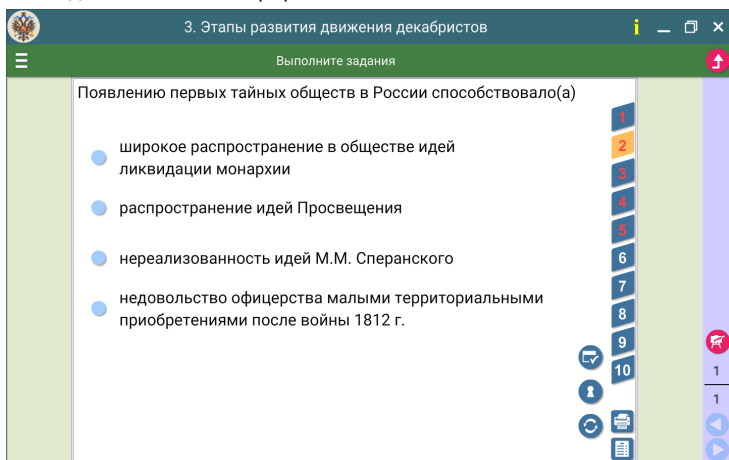 3. Этапы развития движения декабристов
i
Выполните задания
Появлению первых тайных обществ в России способствовало(а)
широкое распространение в обществе идей
ликвидации монархии
распространение идей Просвещения
нереализованность идей М.М. Сперанского
недовольство офицерства малыми территориальными
приобретениями после войны 1812 г.
1
2
3
4
5
6
7
8
9
10
1
1